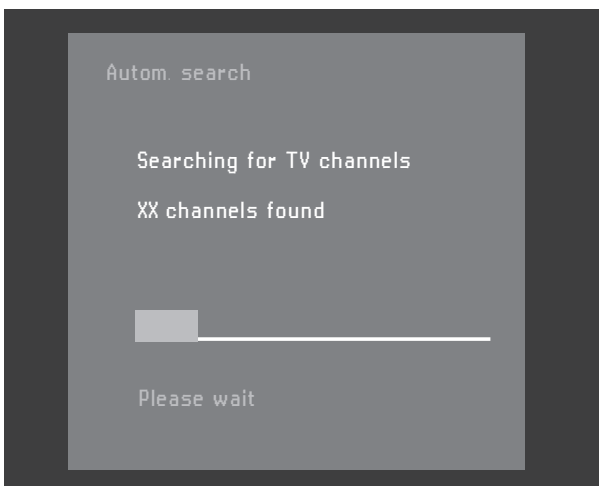 Autom. search
Searching for TV channels
XX channels found
Please wait